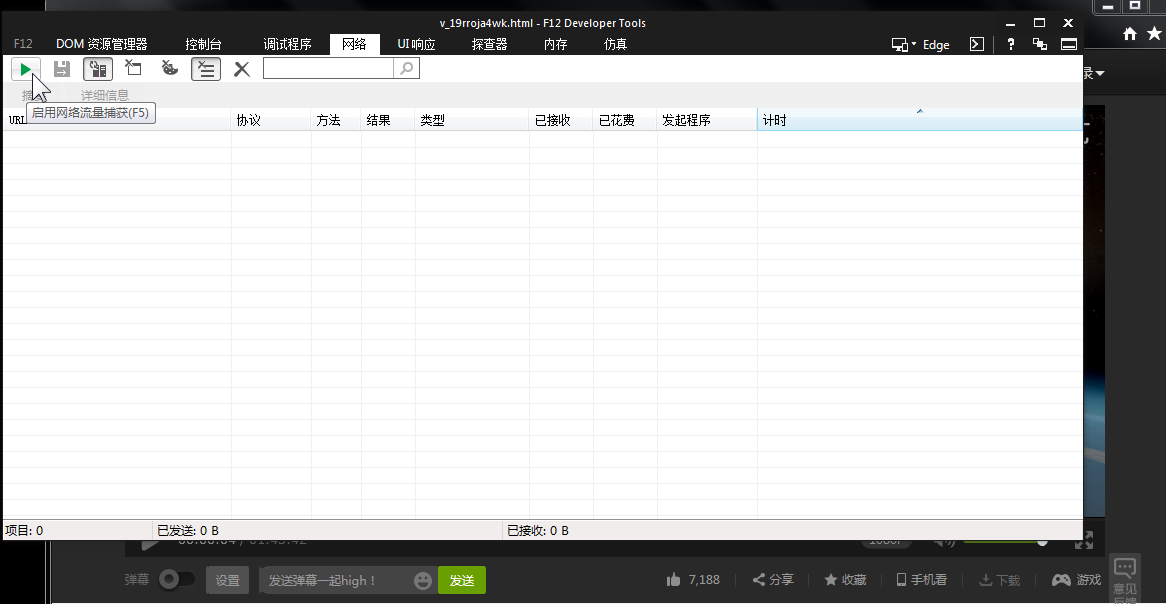 v_19rroja4wk.html - F12 Developer Tools
F12 DOM 资源管理器 控制台 调试程序 网络 UI 响应 探查器 内存 仿真 Edge ?
录
详细信息
启用网络流量捕获(F5)
URL 协议 方法 结果 类型 已接收 已花费 发起程序 计时
项目: 0 已发送: 0 B 已接收: 0 B
弹幕 设置 发送弹幕一起high！ 发送 7,188 分享 收藏 手机看 下载 游戏
意见
反馈